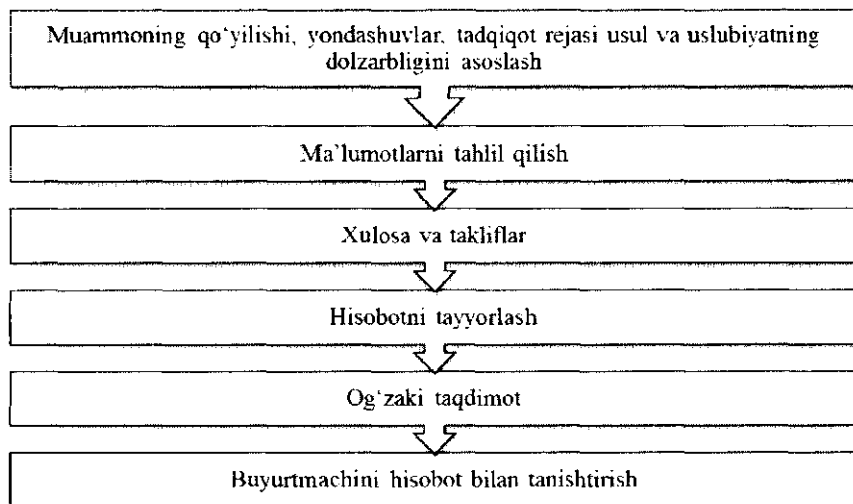 Muammoning qo‘yilishi, yondashuvlar, tadqiqot rejasi usul va uslubiyatning
dolzarbligini asoslash
Ma’lumotlarni tahlil qilish
Xulosa va takliflar
Hisobotni tayyorlash
Og‘zaki taqdimot
Buyurtmachini hisobot bilan tanishtirish